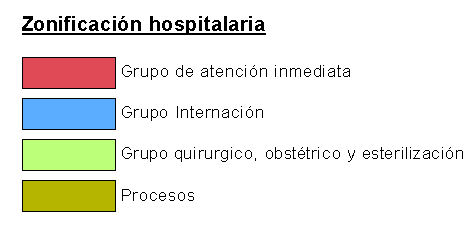 Zonificación hospitalaria
Grupo de atención inmediata
Grupo Internación
Grupo quirurgico, obstétrico y esterilización
Procesos